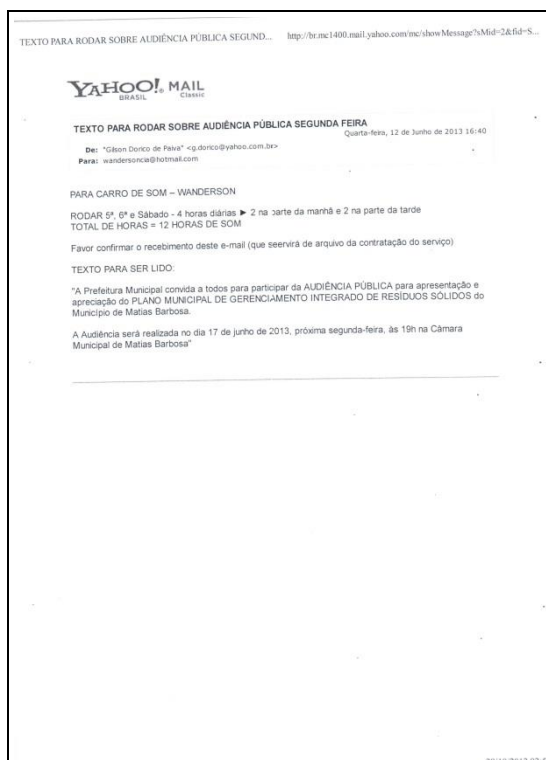 TEXTO PARA RODAR SOBRE AUDIÊNCIA PÚBLICA SEGUND... http://br.mc1400.mail.yahoo.com/mc/showMessage?sMid=2&fid=S...
YAHOO! MAIL
BRASIL Classic
TEXTO PARA RODAR SOBRE AUDIÊNCIA PÚBLICA SEGUNDA FEIRA
Quarta-feira, 12 de Junho de 2013 16:40
De: "Gilson Dorico de Paiva" <g.dorico@yahoo.com.br>
Para: wandersoncia@hotmail.com
PARA CARRO DE SOM – WANDERSON
RODAR 5ª, 6ª e Sábado - 4 horas diárias ► 2 na parte da manhã e 2 na parte da tarde
TOTAL DE HORAS = 12 HORAS DE SOM
Favor confirmar o recebimento deste e-mail (que seervirá de arquivo da contratação do serviço)
TEXTO PARA SER LIDO:
"A Prefeitura Municipal convida a todos para participar da AUDIÊNCIA PÚBLICA para apresentação e
apreciação do PLANO MUNICIPAL DE GERENCIAMENTO INTEGRADO DE RESÍDUOS SÓLIDOS do
Município de Matias Barbosa.
A Audiência será realizada no dia 17 de junho de 2013, próxima segunda-feira, às 19h na Câmara
Municipal de Matias Barbosa"